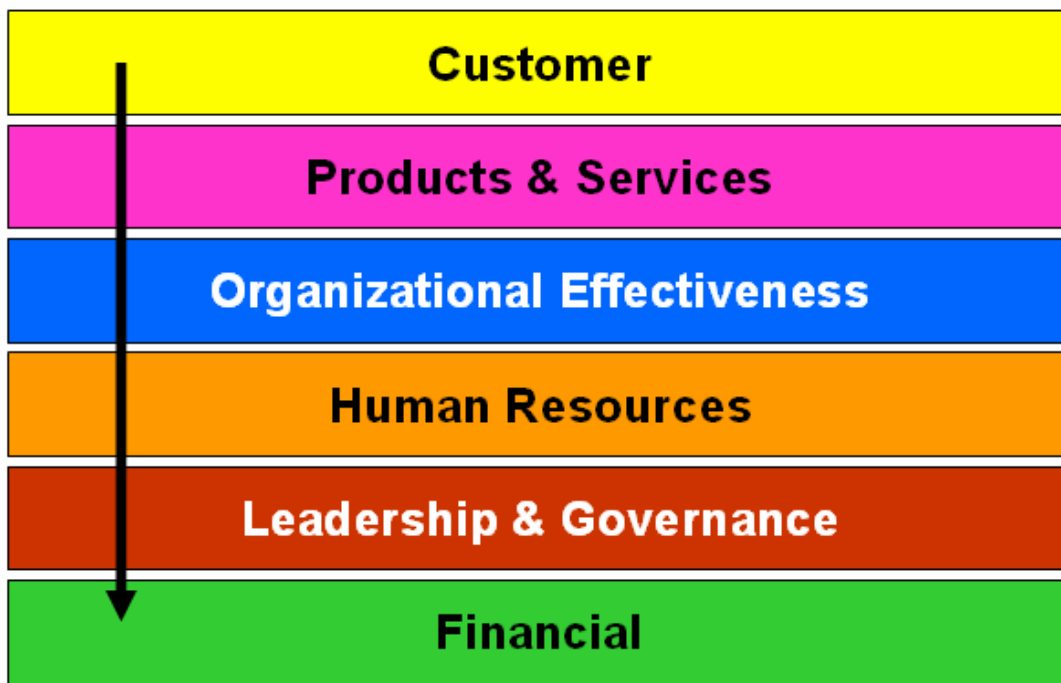 Customer
Products & Services
Organizational Effectiveness
Human Resources
Leadership & Governance
Financial